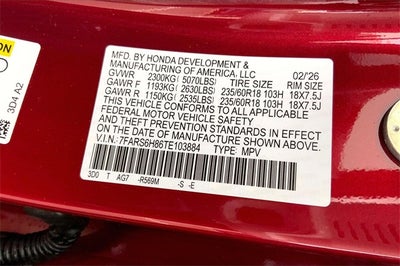 MFD. BY HONDA DEVELOPMENT &
MANUFACTURING OF AMERICA, LLC 02/26
GVWR 2300KG (5070LBS) TIRE SIZE RIM SIZE
GAWR F 1193KG (2630LBS) 235/60R18 103H 18X7.5J
GAWR R 1150KG (2535LBS) 235/60R18 103H 18X7.5J
THIS VEHICLE CONFORMS TO ALL APPLICABLE
FEDERAL MOTOR VEHICLE SAFETY STANDARDS IN
EFFECT ON THE DATE OF MANUFACTURE SHOWN ABOVE.
V.I.N: 7FARS6H86TE103884 TYPE: MPV
3D0 T AG7 -R569M -S -E
3D4 A2